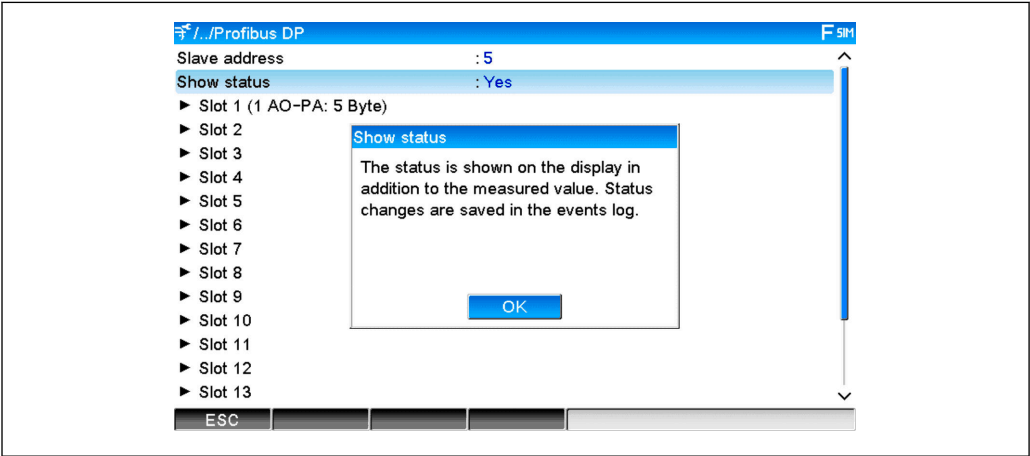 /../Profibus DP F SIM
Slave address : 5
Show status : Yes
► Slot 1 (1 AO-PA: 5 Byte)
► Slot 2
► Slot 3
► Slot 4
► Slot 5
► Slot 6
► Slot 7
► Slot 8
► Slot 9
► Slot 10
► Slot 11
► Slot 12
► Slot 13
Show status
The status is shown on the display in
addition to the measured value. Status
changes are saved in the events log.
OK
ESC